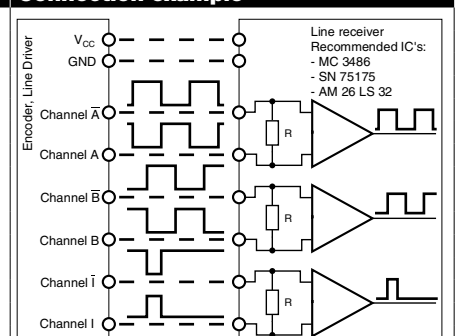 Connection example
Encoder, Line Driver
VCC
GND
Channel A̅
Channel A
Channel B̅
Channel B
Channel I̅
Channel I
Line receiver
Recommended IC's:
- MC 3486
- SN 75175
- AM 26 LS 32
R
R
R